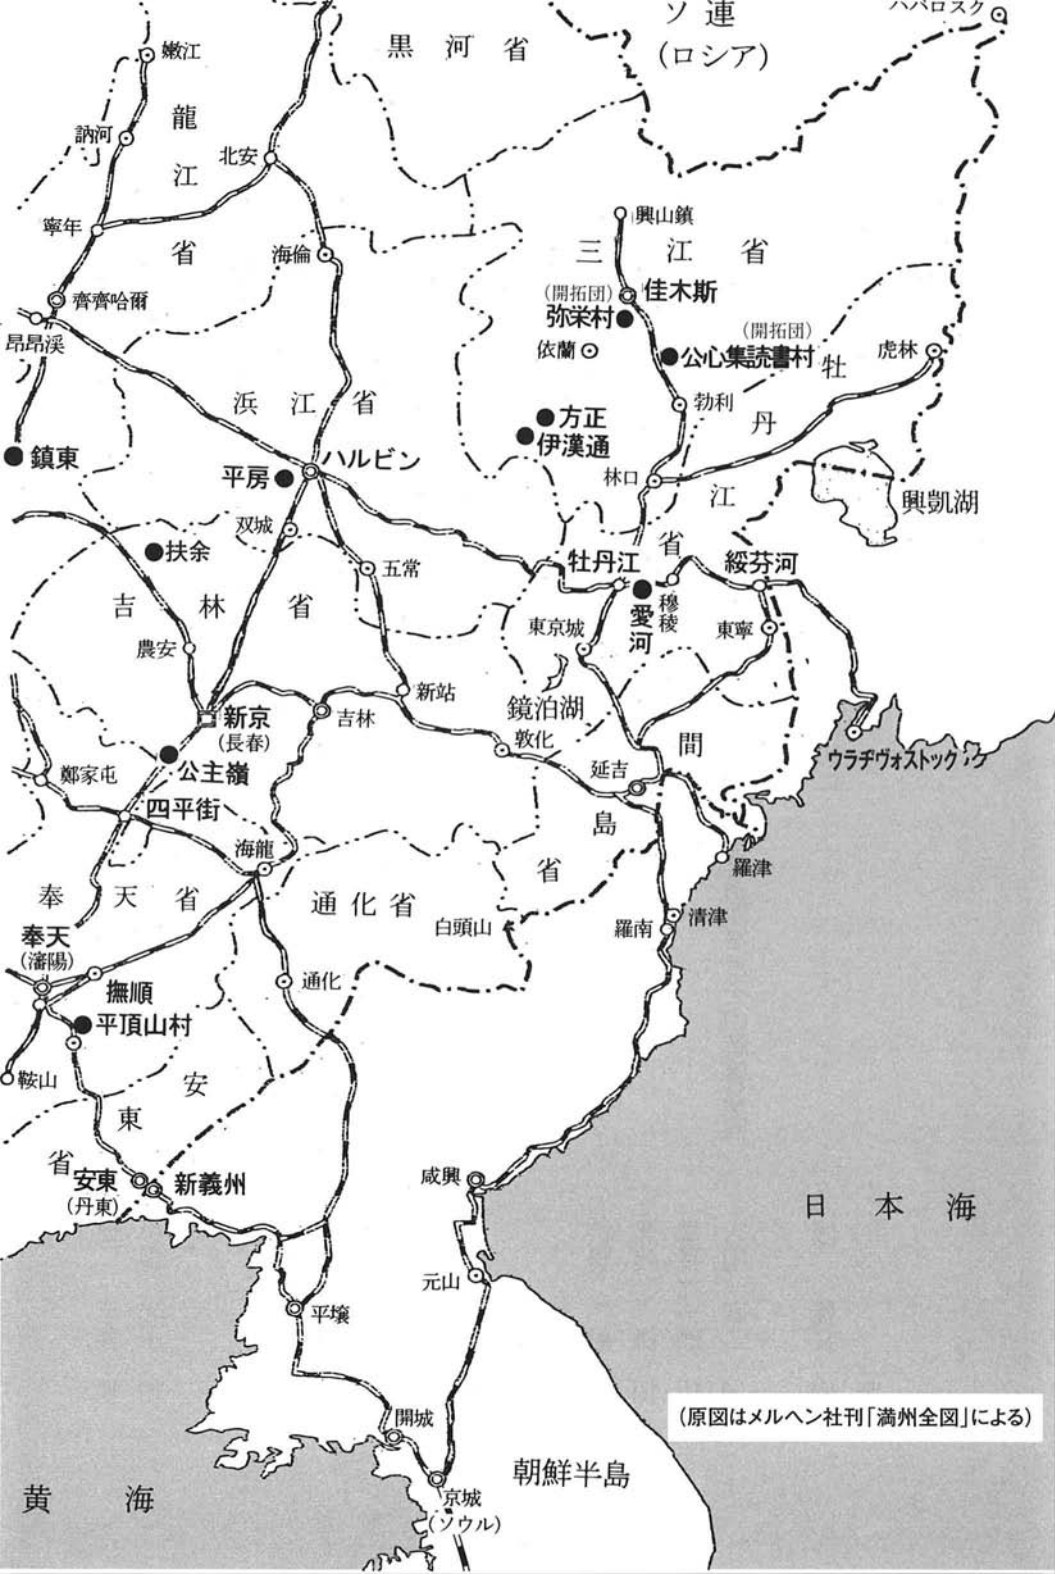 ソ連
(ロシア)
ハバロスク
黒河省
嫩江
龍江省
訥河
北安
寧年
海倫
興山鎮
三江省
齊齊哈爾
昂昂渓
(開拓団)
佳木斯
弥栄村
(開拓団)
依蘭
公心集読書村
虎林
牡丹江省
浜江省
勃利
方正
伊漢通
鎮東
ハルビン
平房
林口
興凱湖
双城
扶余
五常
牡丹江
綏芬河
愛河
穆稜
吉林省
東京城
東寧
農安
新站
鏡泊湖
新京
(長春)
吉林
敦化
間島省
公主嶺
延吉
ウラヂヴォストック
鄭家屯
四平街
海龍
羅津
奉天省
通化省
白頭山
清津
羅南
奉天
(瀋陽)
撫順
通化
平頂山村
鞍山
安東省
安東
(丹東)
新義州
咸興
日本海
元山
平壌
(原図はメルヘン社刊「満州全図」による)
開城
朝鮮半島
京城
(ソウル)
黄海